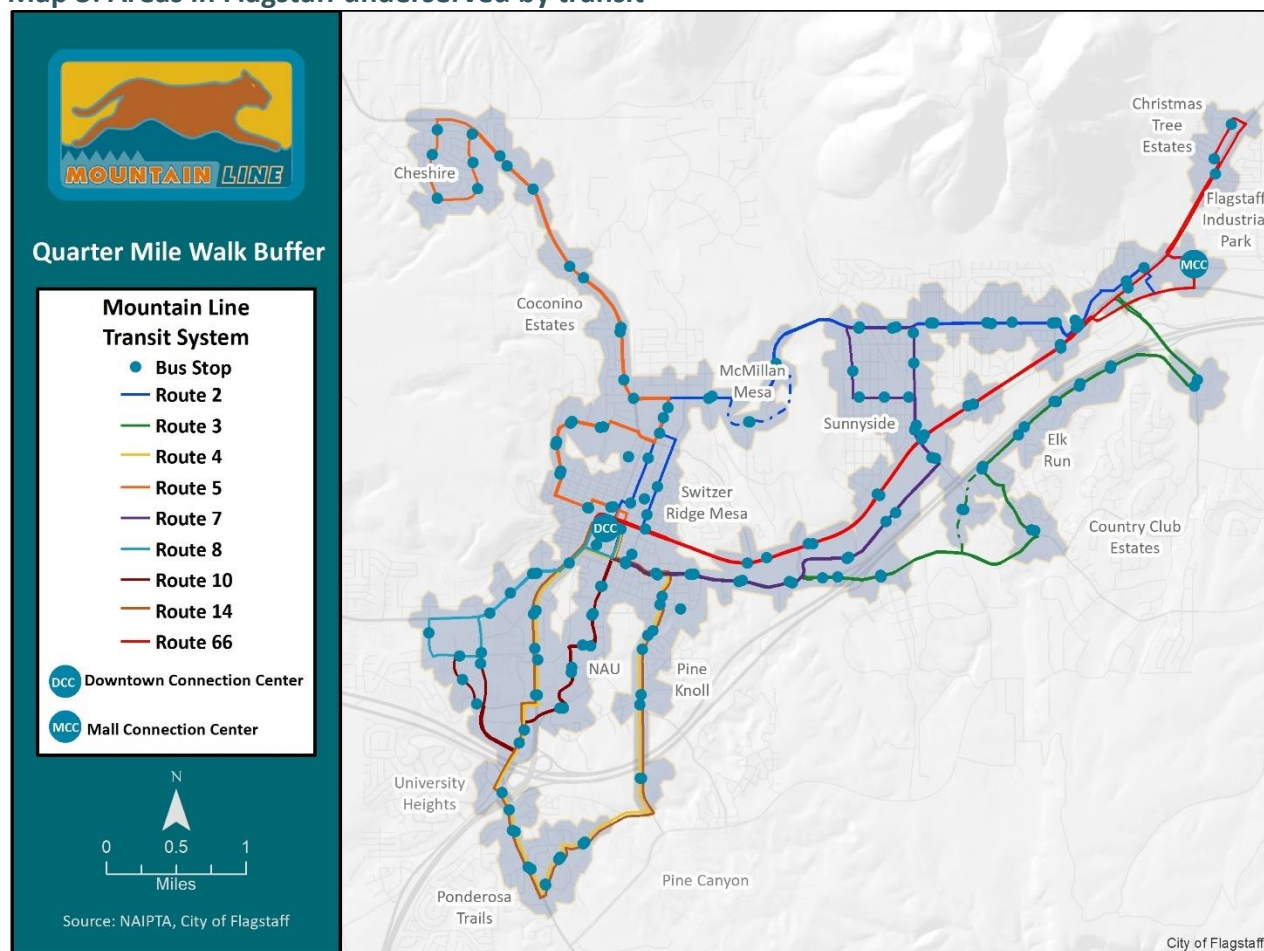 Map 3: Areas in Flagstaff underserved by transit
MOUNTAIN LINE
Quarter Mile Walk Buffer
Mountain Line
Transit System
Bus Stop
Route 2
Route 3
Route 4
Route 5
Route 7
Route 8
Route 10
Route 14
Route 66
DCC Downtown Connection Center
MCC Mall Connection Center
N
0 0.5 1
Miles
Source: NAIPTA, City of Flagstaff
Christmas
Tree
Estates
Cheshire
Flagstaff
Industrial
Park
MCC
Coconino
Estates
McMillan
Mesa
Sunnyside
Elk
Run
Switzer
Ridge Mesa
DCC
Country Club
Estates
NAU
Pine
Knoll
University
Heights
Pine Canyon
Ponderosa
Trails
City of Flagstaff